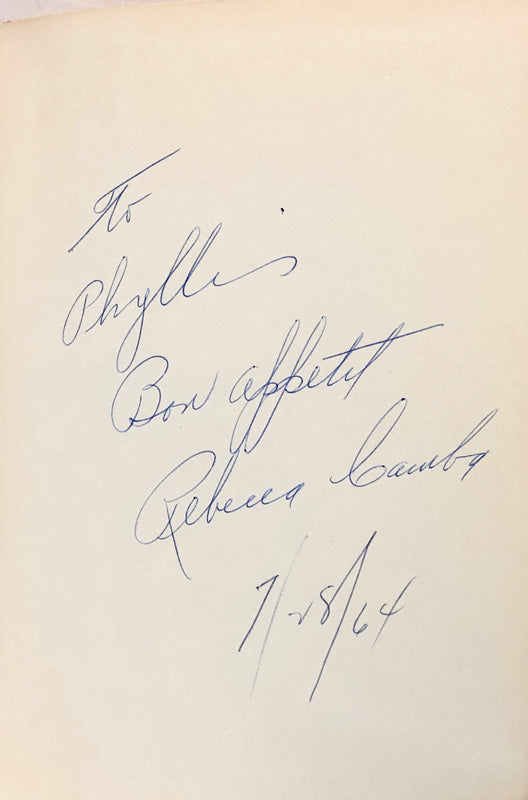 To
Phyllis
Bon appetit
Rebecca Caruba
7/28/64